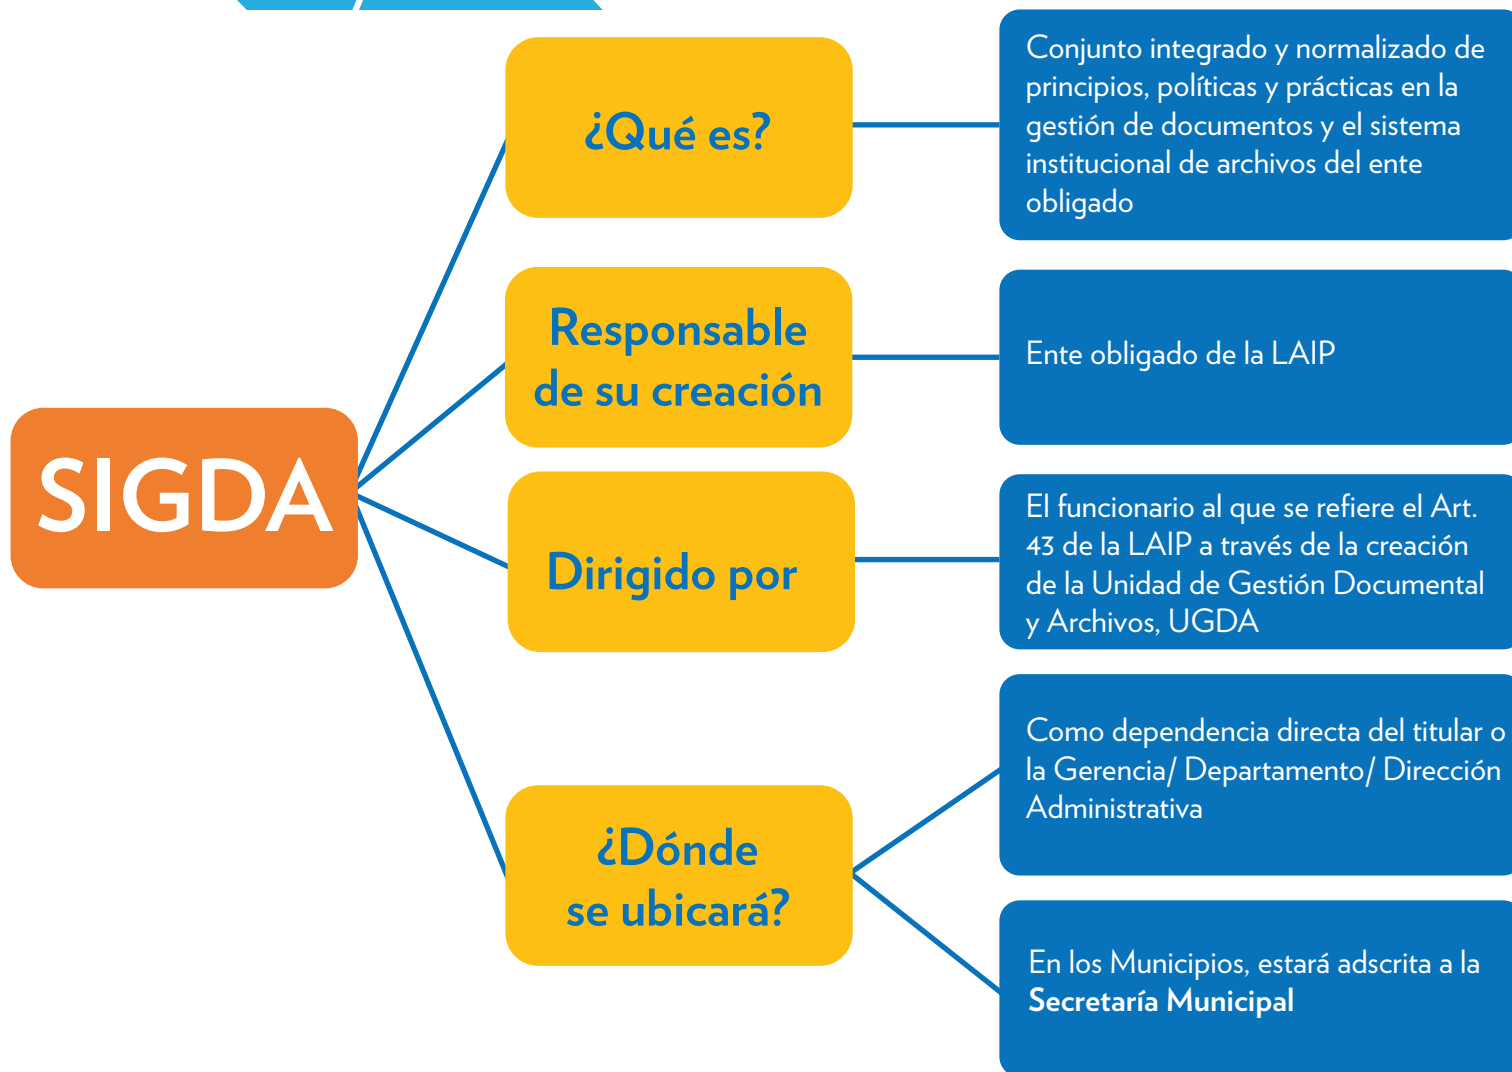 SIGDA
¿Qué es?
Conjunto integrado y normalizado de
principios, políticas y prácticas en la
gestión de documentos y el sistema
institucional de archivos del ente
obligado
Responsable
de su creación
Ente obligado de la LAIP
Dirigido por
El funcionario al que se refiere el Art.
43 de la LAIP a través de la creación
de la Unidad de Gestión Documental
y Archivos, UGDA
¿Dónde
se ubicará?
Como dependencia directa del titular o
la Gerencia/ Departamento/ Dirección
Administrativa
En los Municipios, estará adscrita a la
Secretaría Municipal